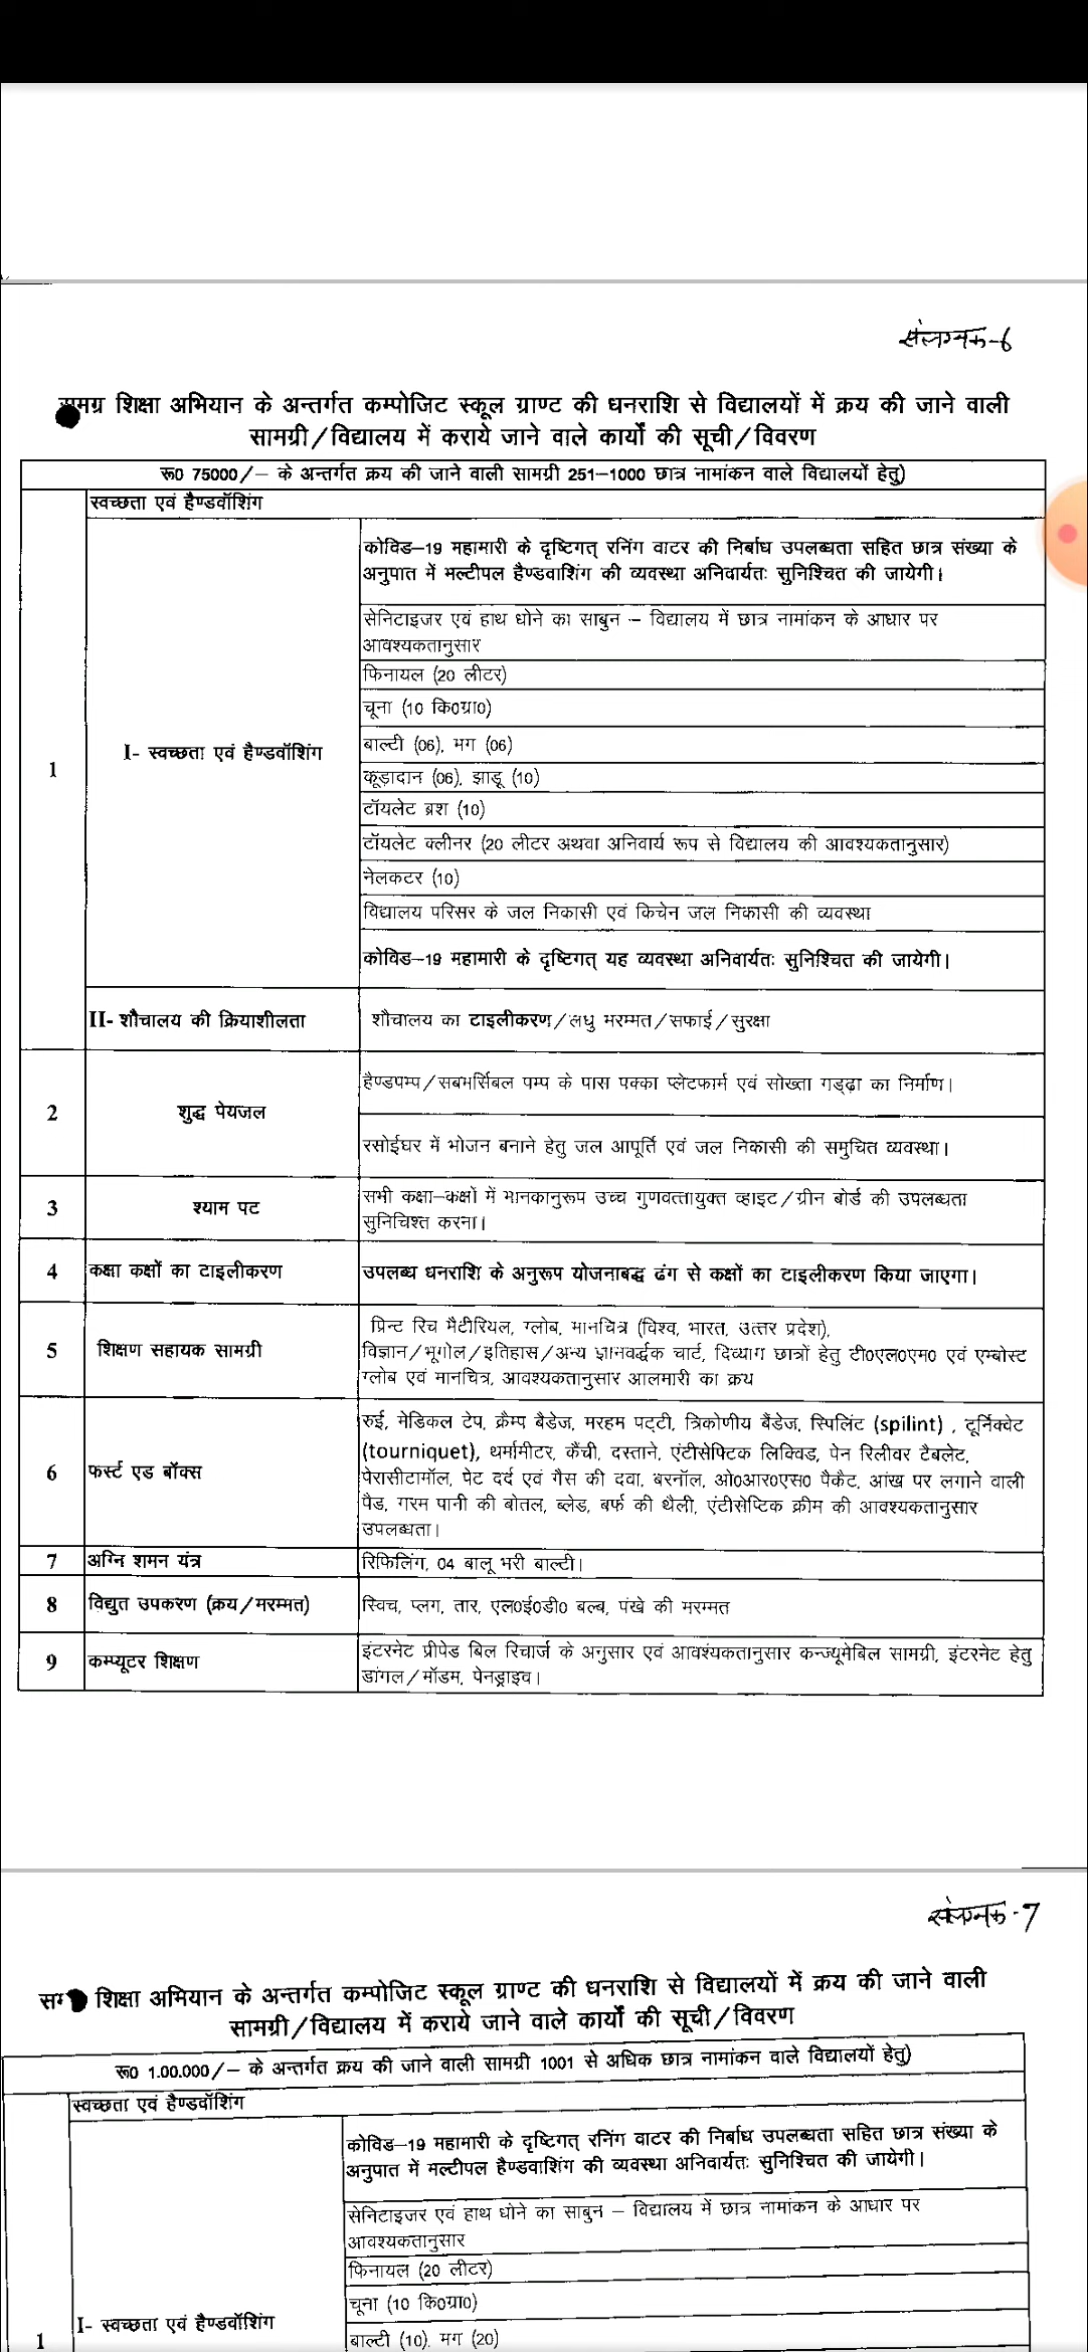 संलग्नक-6
समग्र शिक्षा अभियान के अन्तर्गत कम्पोजिट स्कूल ग्राण्ट की धनराशि से विद्यालयों में क्रय की जाने वाली
सामग्री/विद्यालय में कराये जाने वाले कार्यों की सूची/विवरण
रू0 75000/– के अन्तर्गत क्रय की जाने वाली सामग्री 251–1000 छात्र नामांकन वाले विद्यालयों हेतु)
स्वच्छता एवं हैण्डवॉशिंग
1
I- स्वच्छता एवं हैण्डवॉशिंग
कोविड–19 महामारी के दृष्टिगत् रनिंग वाटर की निर्बाध उपलब्धता सहित छात्र संख्या के
अनुपात में मल्टीपल हैण्डवाशिंग की व्यवस्था अनिवार्यतः सुनिश्चित की जायेगी।
सेनिटाइजर एवं हाथ धोने का साबुन – विद्यालय में छात्र नामांकन के आधार पर
आवश्यकतानुसार
फिनायल (20 लीटर)
चूना (10 कि0ग्रा0)
बाल्टी (06), मग (06)
कूड़ादान (06), झाडू (10)
टॉयलेट ब्रश (10)
टॉयलेट क्लीनर (20 लीटर अथवा अनिवार्य रूप से विद्यालय की आवश्यकतानुसार)
नेलकटर (10)
विद्यालय परिसर के जल निकासी एवं किचेन जल निकासी की व्यवस्था
कोविड–19 महामारी के दृष्टिगत् यह व्यवस्था अनिवार्यतः सुनिश्चित की जायेगी।
II- शौचालय की क्रियाशीलता
शौचालय का टाइलीकरण/लघु मरम्मत/सफाई/सुरक्षा
2
शुद्ध पेयजल
हैण्डपम्प/सबमर्सिबल पम्प के पास पक्का प्लेटफार्म एवं सोख्ता गड्ढ़ा का निर्माण।
रसोईघर में भोजन बनाने हेतु जल आपूर्ति एवं जल निकासी की समुचित व्यवस्था।
3
श्याम पट
सभी कक्षा–कक्षों में मानकानुरूप उच्च गुणवत्तायुक्त व्हाइट/ग्रीन बोर्ड की उपलब्धता
सुनिचिश्त करना।
4
कक्षा कक्षों का टाइलीकरण
उपलब्ध धनराशि के अनुरूप योजनाबद्ध ढंग से कक्षों का टाइलीकरण किया जाएगा।
5
शिक्षण सहायक सामग्री
प्रिन्ट रिच मैटीरियल, ग्लोब, मानचित्र (विश्व, भारत, उत्तर प्रदेश),
विज्ञान/भूगोल/इतिहास/अन्य ज्ञानवर्द्धक चार्ट, दिव्याग छात्रों हेतु टी0एल0एम0 एवं एम्बोस्ट
ग्लोब एवं मानचित्र, आवश्यकतानुसार आलमारी का क्रय
6
फर्स्ट एड बॉक्स
रुई, मेडिकल टेप, क्रैम्प बैडेज, मरहम पट्टी, त्रिकोणीय बैंडेज, स्पिलिंट (spilint) , टूर्निक्वेट
(tourniquet), थर्मामीटर, कैंची, दस्ताने, एंटीसेप्टिक लिक्विड, पेन रिलीवर टैबलेट,
पेरासीटामॉल, पेट दर्द एवं गैस की दवा, बरनॉल, ओ0आर0एस0 पैकैट, आंख पर लगाने वाली
पैड, गरम पानी की बोतल, ब्लेड, बर्फ की थैली, एंटीसेप्टिक क्रीम की आवश्यकतानुसार
उपलब्धता।
7
अग्नि शमन यंत्र
रिफिलिंग, 04 बालू भरी बाल्टी।
8
विद्युत उपकरण (क्रय/मरम्मत)
स्विच, प्लग, तार, एल0ई0डी0 बल्ब, पंखे की मरम्मत
9
कम्प्यूटर शिक्षण
इंटरनेट प्रीपेड बिल रिचार्ज के अनुसार एवं आवश्यंकतानुसार कन्ज्यूमेबिल सामग्री, इंटरनेट हेतु
डांगल/मॉडम, पेनड्राइव।
संलग्नक-7
शिक्षा अभियान के अन्तर्गत कम्पोजिट स्कूल ग्राण्ट की धनराशि से विद्यालयों में क्रय की जाने वाली
सामग्री/विद्यालय में कराये जाने वाले कार्यों की सूची/विवरण
रू0 1.00.000/– के अन्तर्गत क्रय की जाने वाली सामग्री 1001 से अधिक छात्र नामांकन वाले विद्यालयों हेतु)
स्वच्छता एवं हैण्डवॉशिंग
कोविड–19 महामारी के दृष्टिगत् रनिंग वाटर की निर्बाध उपलब्धता सहित छात्र संख्या के
अनुपात में मल्टीपल हैण्डवाशिंग की व्यवस्था अनिवार्यतः सुनिश्चित की जायेगी।
सेनिटाइजर एवं हाथ धोने का साबुन – विद्यालय में छात्र नामांकन के आधार पर
आवश्यकतानुसार
फिनायल (20 लीटर)
चूना (10 कि0ग्रा0)
I- स्वच्छता एवं हैण्डवॉशिंग
1
बाल्टी (10), मग (20)